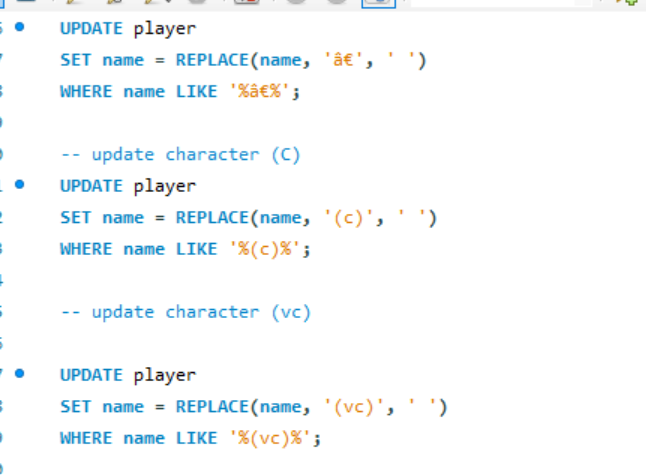 UPDATE player
SET name = REPLACE(name, 'â€', ' ')
WHERE name LIKE '%â€%';
-- update character (C)
UPDATE player
SET name = REPLACE(name, '(c)', ' ')
WHERE name LIKE '%(c)%';
-- update character (vc)
UPDATE player
SET name = REPLACE(name, '(vc)', ' ')
WHERE name LIKE '%(vc)%';